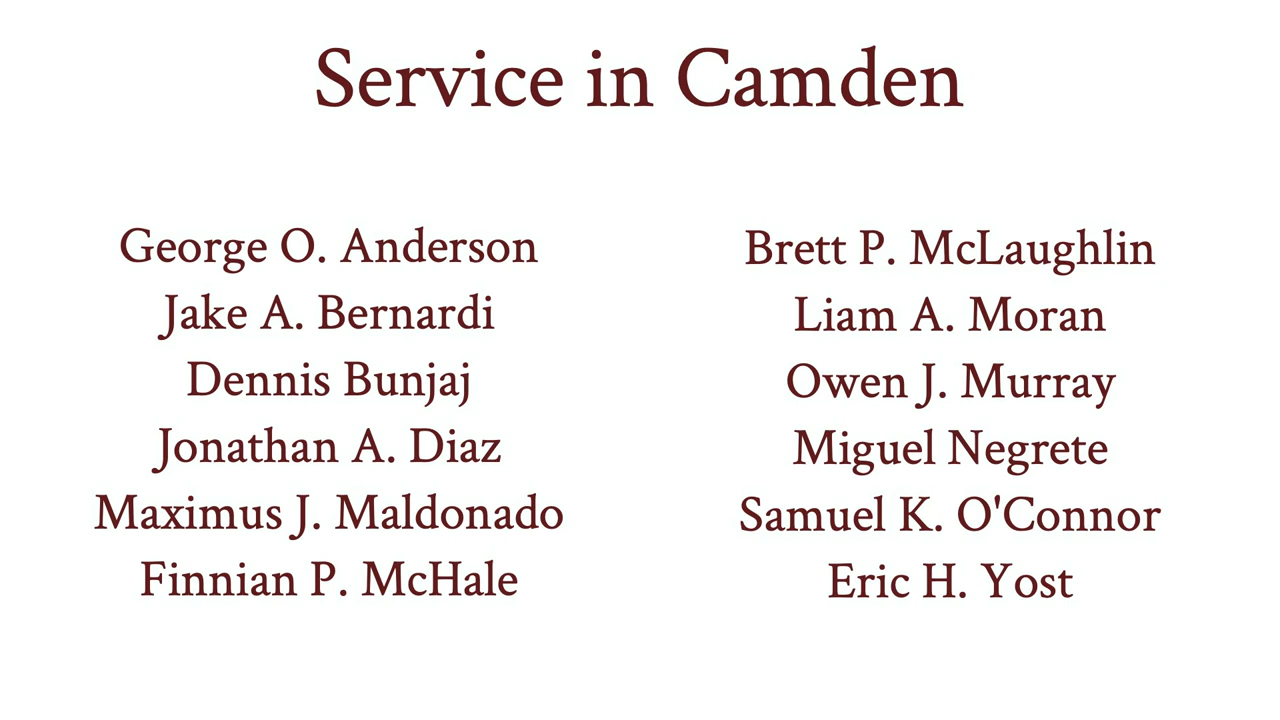 Service in Camden
George O. Anderson
Jake A. Bernardi
Dennis Bunjaj
Jonathan A. Diaz
Maximus J. Maldonado
Finnian P. McHale
Brett P. McLaughlin
Liam A. Moran
Owen J. Murray
Miguel Negrete
Samuel K. O'Connor
Eric H. Yost